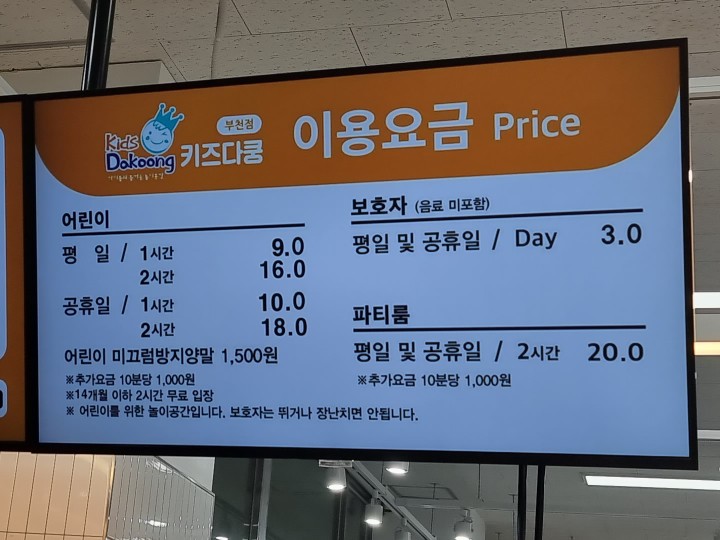 Kids
Dakoong
부천점
키즈다쿵
이용요금 Price
어린이
평 일 / 1시간 9.0
2시간 16.0
공휴일 / 1시간 10.0
2시간 18.0
어린이 미끄럼방지양말 1,500원
※추가요금 10분당 1,000원
※14개월 이하 2시간 무료 입장
※ 어린이를 위한 놀이공간입니다. 보호자는 뛰거나 장난치면 안됩니다.
보호자 (음료 미포함)
평일 및 공휴일 / Day 3.0
파티룸
평일 및 공휴일 / 2시간 20.0
※추가요금 10분당 1,000원